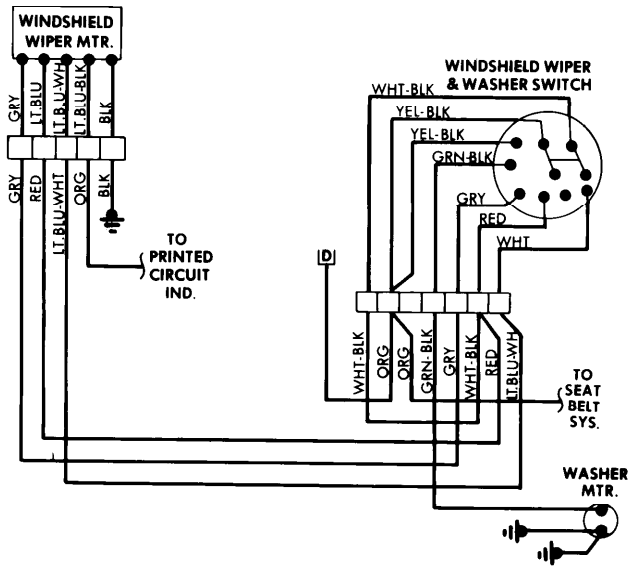 WINDSHIELD
WIPER MTR.
GRY
LT.BLU
LT.BLU-WH
LT.BLU-BLK
BLK
GRY
RED
LT.BLU-WHT
ORG
BLK
TO
PRINTED
CIRCUIT
IND.
WINDSHIELD WIPER
& WASHER SWITCH
WHT-BLK
YEL-BLK
YEL-BLK
GRN-BLK
GRY
RED
WHT
D
WHT-BLK
ORG
ORG
GRN-BLK
GRY
WHT-BLK
RED
LT.BLU-WH
TO
SEAT
BELT
SYS.
WASHER
MTR.